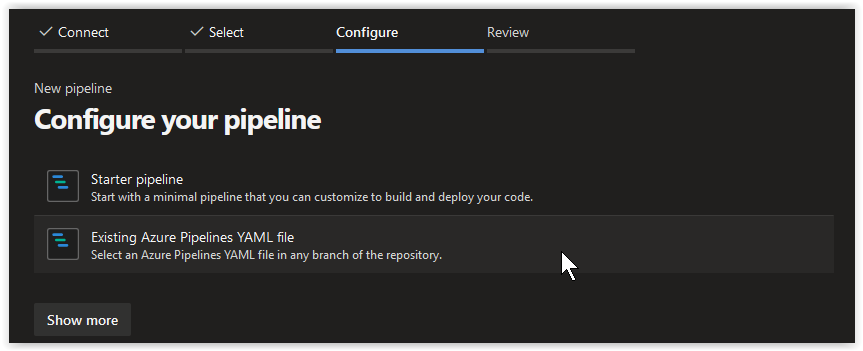 Connect
Select
Configure
Review
New pipeline
Configure your pipeline
Starter pipeline
Start with a minimal pipeline that you can customize to build and deploy your code.
Existing Azure Pipelines YAML file
Select an Azure Pipelines YAML file in any branch of the repository.
Show more